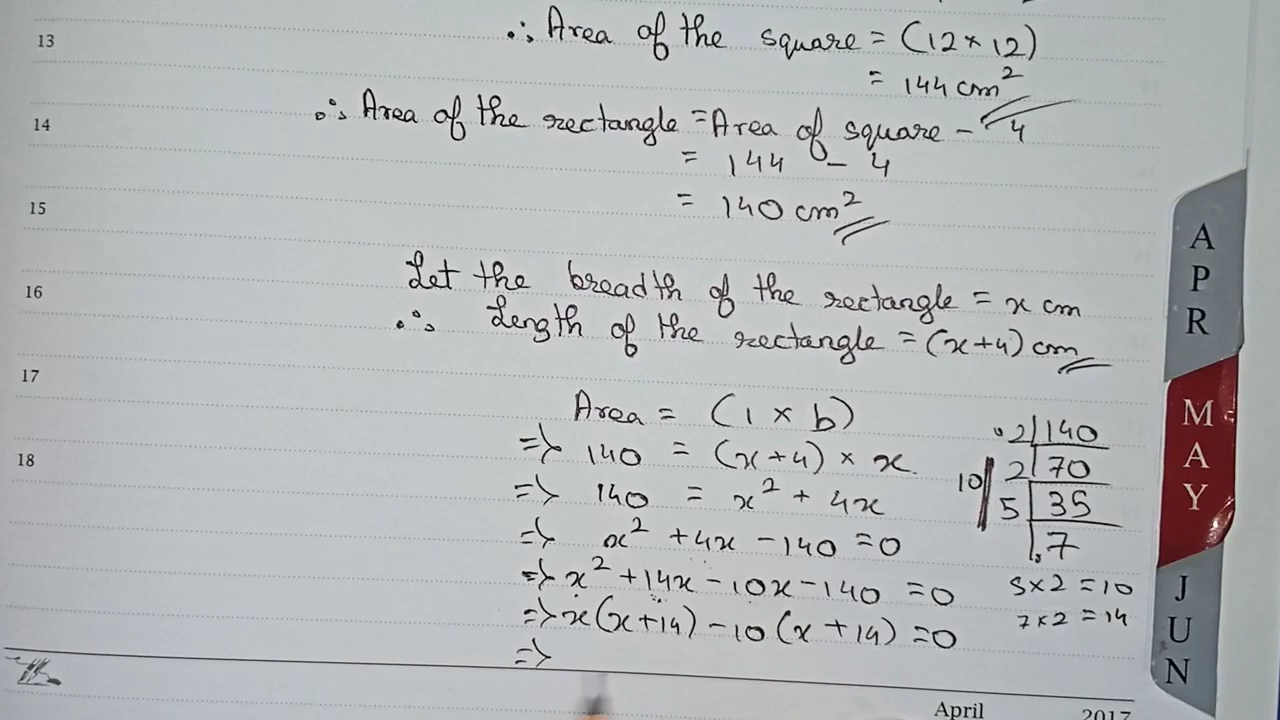 13
∴ Area of the square = (12 × 12)
= 144 cm²
14
∴ Area of the rectangle = Area of square - 4
= 144 - 4
= 140 cm²
15
Let the breadth of the rectangle = x cm
16
∴ Length of the rectangle = (x+4) cm
17
Area = (l × b)
=> 140 = (x+4) × x
18
=> 140 = x² + 4x
=> x² + 4x - 140 = 0
=> x² + 14x - 10x - 140 = 0
=> x(x+14) - 10(x+14) = 0
=>
2 | 140
10 | 2 | 70
5 | 35
7
5×2 = 10
7×2 = 14
APR
MAY
JUN
April 2017